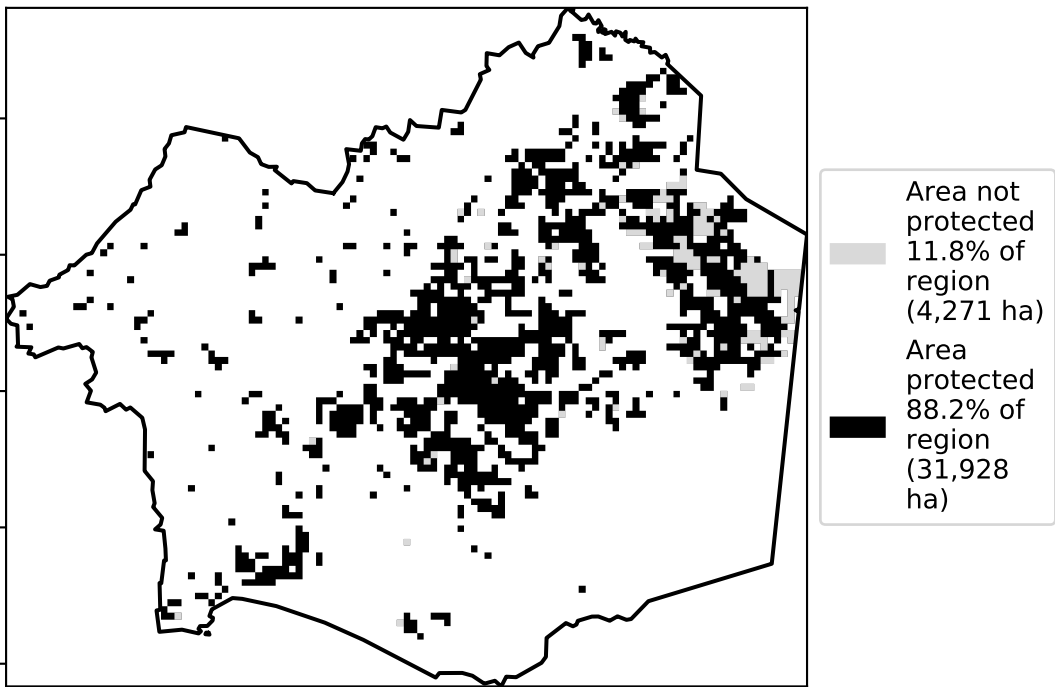 Area not
protected
11.8% of
region
(4,271 ha)
Area
protected
88.2% of
region
(31,928
ha)